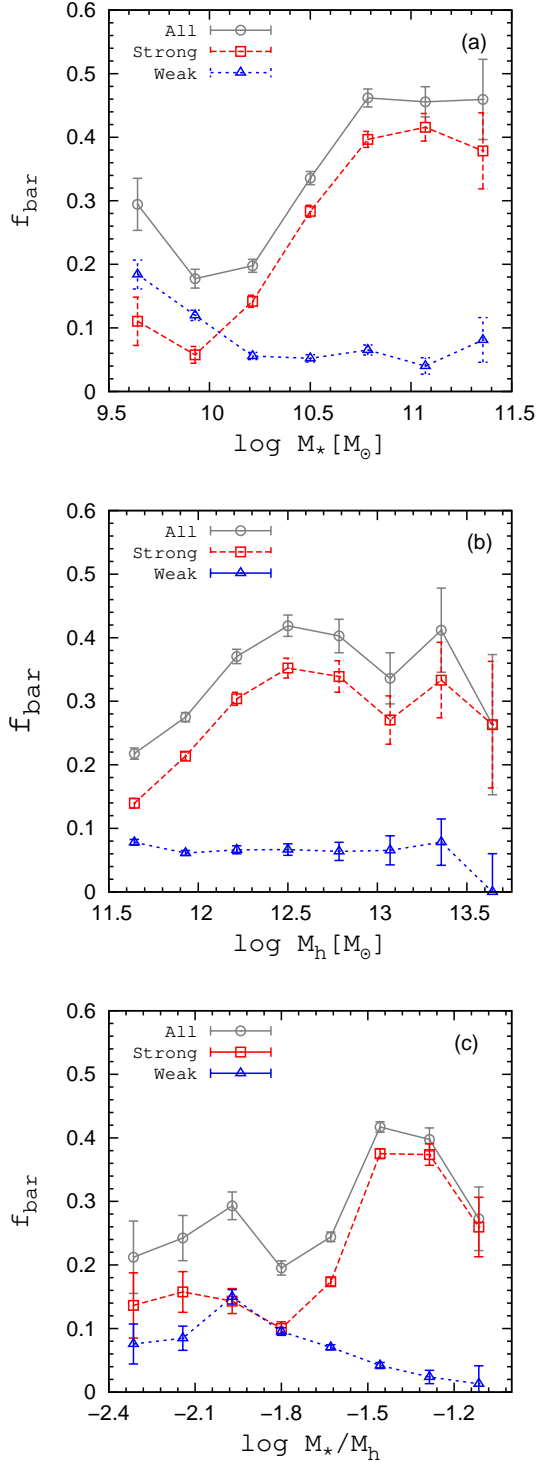 0.6
All
(a)
Strong
0.5
Weak
0.4
f_bar
0.3
0.2
0.1
0
9.5 10 10.5 11 11.5
log M_*[M_⊙]
0.6
All
(b)
Strong
0.5
Weak
0.4
f_bar
0.3
0.2
0.1
0
11.5 12 12.5 13 13.5
log M_h[M_⊙]
0.6
All
(c)
Strong
0.5
Weak
0.4
f_bar
0.3
0.2
0.1
0
−2.4 −2.1 −1.8 −1.5 −1.2
log M_*/M_h